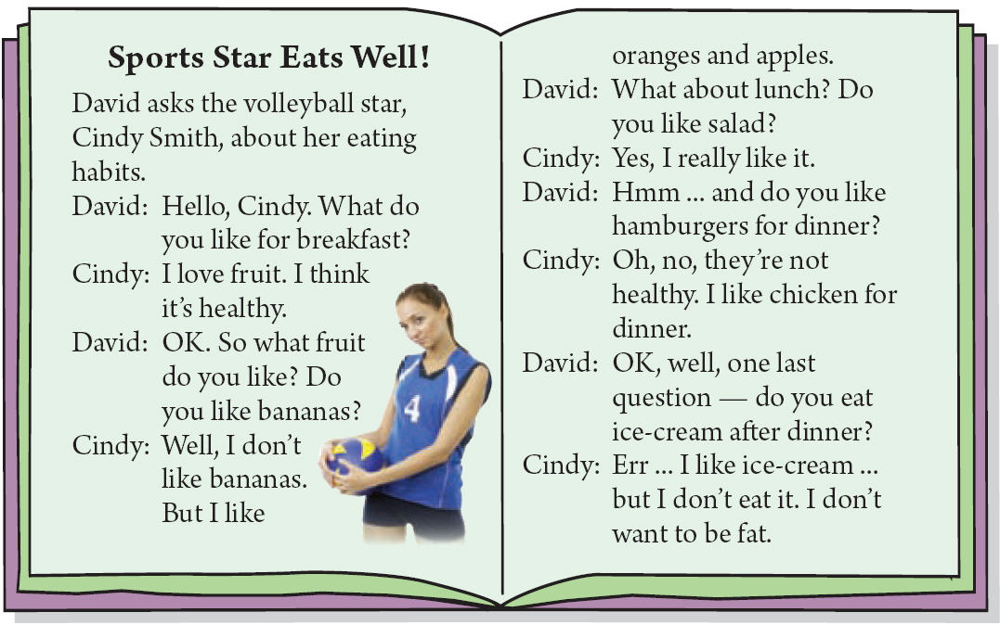 Sports Star Eats Well!
David asks the volleyball star,
Cindy Smith, about her eating
habits.
David: Hello, Cindy. What do
you like for breakfast?
Cindy: I love fruit. I think
it's healthy.
David: OK. So what fruit
do you like? Do
you like bananas?
Cindy: Well, I don't
like bananas.
But I like
4
oranges and apples.
David: What about lunch? Do
you like salad?
Cindy: Yes, I really like it.
David: Hmm ... and do you like
hamburgers for dinner?
Cindy: Oh, no, they're not
healthy. I like chicken for
dinner.
David: OK, well, one last
question — do you eat
ice-cream after dinner?
Cindy: Err ... I like ice-cream ...
but I don't eat it. I don't
want to be fat.